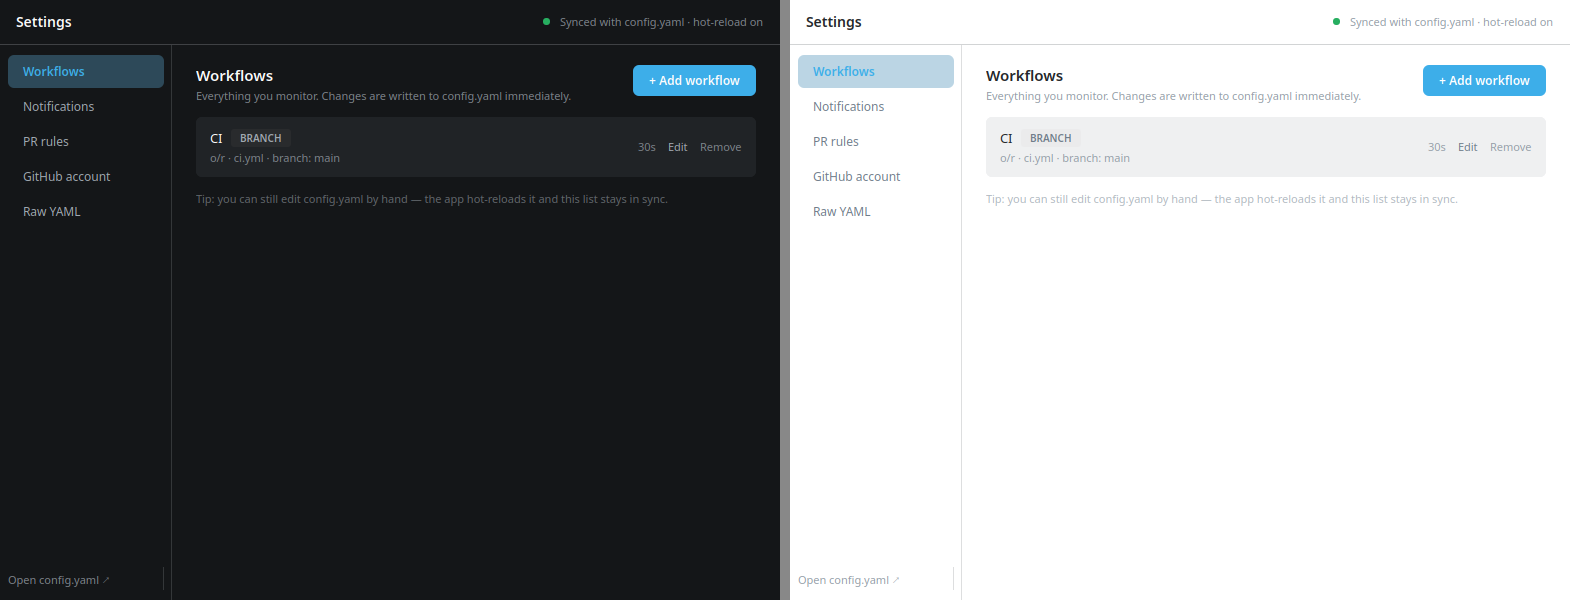 Settings
Synced with config.yaml · hot-reload on
Workflows
Notifications
PR rules
GitHub account
Raw YAML
Open config.yaml ↗
Workflows
Everything you monitor. Changes are written to config.yaml immediately.
+ Add workflow
CI BRANCH
o/r · ci.yml · branch: main
30s Edit Remove
Tip: you can still edit config.yaml by hand — the app hot-reloads it and this list stays in sync.
Settings
Synced with config.yaml · hot-reload on
Workflows
Notifications
PR rules
GitHub account
Raw YAML
Open config.yaml ↗
Workflows
Everything you monitor. Changes are written to config.yaml immediately.
+ Add workflow
CI BRANCH
o/r · ci.yml · branch: main
30s Edit Remove
Tip: you can still edit config.yaml by hand — the app hot-reloads it and this list stays in sync.